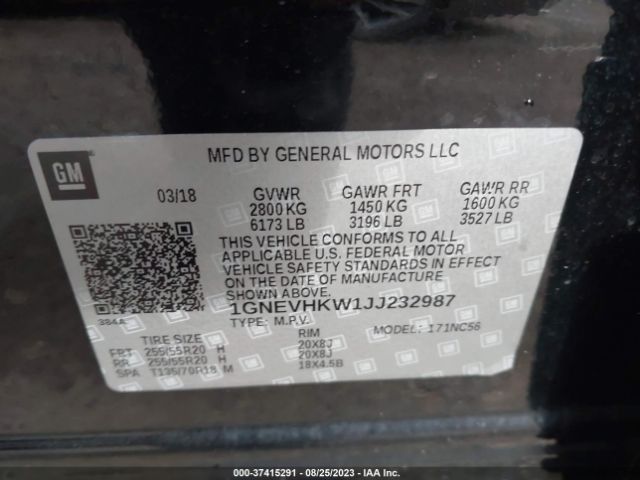 GM
MFD BY GENERAL MOTORS LLC
03/18 GVWR GAWR FRT GAWR RR
2800 KG 1450 KG 1600 KG
6173 LB 3196 LB 3527 LB
THIS VEHICLE CONFORMS TO ALL
APPLICABLE U.S. FEDERAL MOTOR
VEHICLE SAFETY STANDARDS IN EFFECT
ON THE DATE OF MANUFACTURE
SHOWN ABOVE.
384A
1GNEVHKW1JJ232987
TYPE: M.P.V. MODEL: 171NC56
TIRE SIZE RIM
FRT 255/55R20 H 20X8J
RR 255/55R20 H 20X8J
SPA T135/70R18 M 18X4.5B
000-37415291 - 08/25/2023 - IAA Inc.